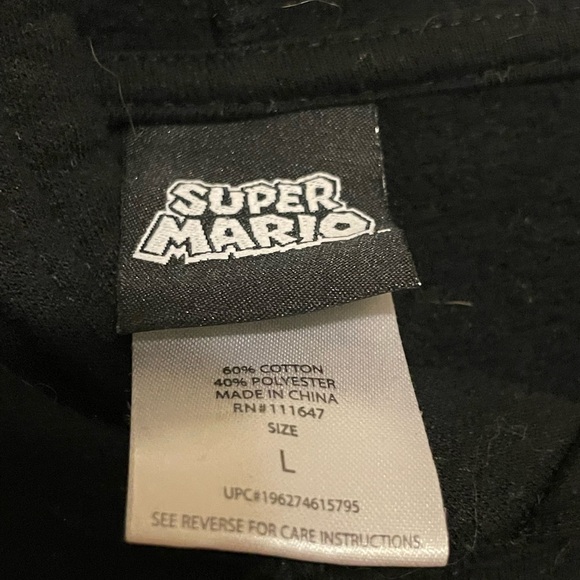 SUPER
MARIO
60% COTTON
40% POLYESTER
MADE IN CHINA
RN#111647
SIZE
L
UPC#196274615795
SEE REVERSE FOR CARE INSTRUCTIONS.